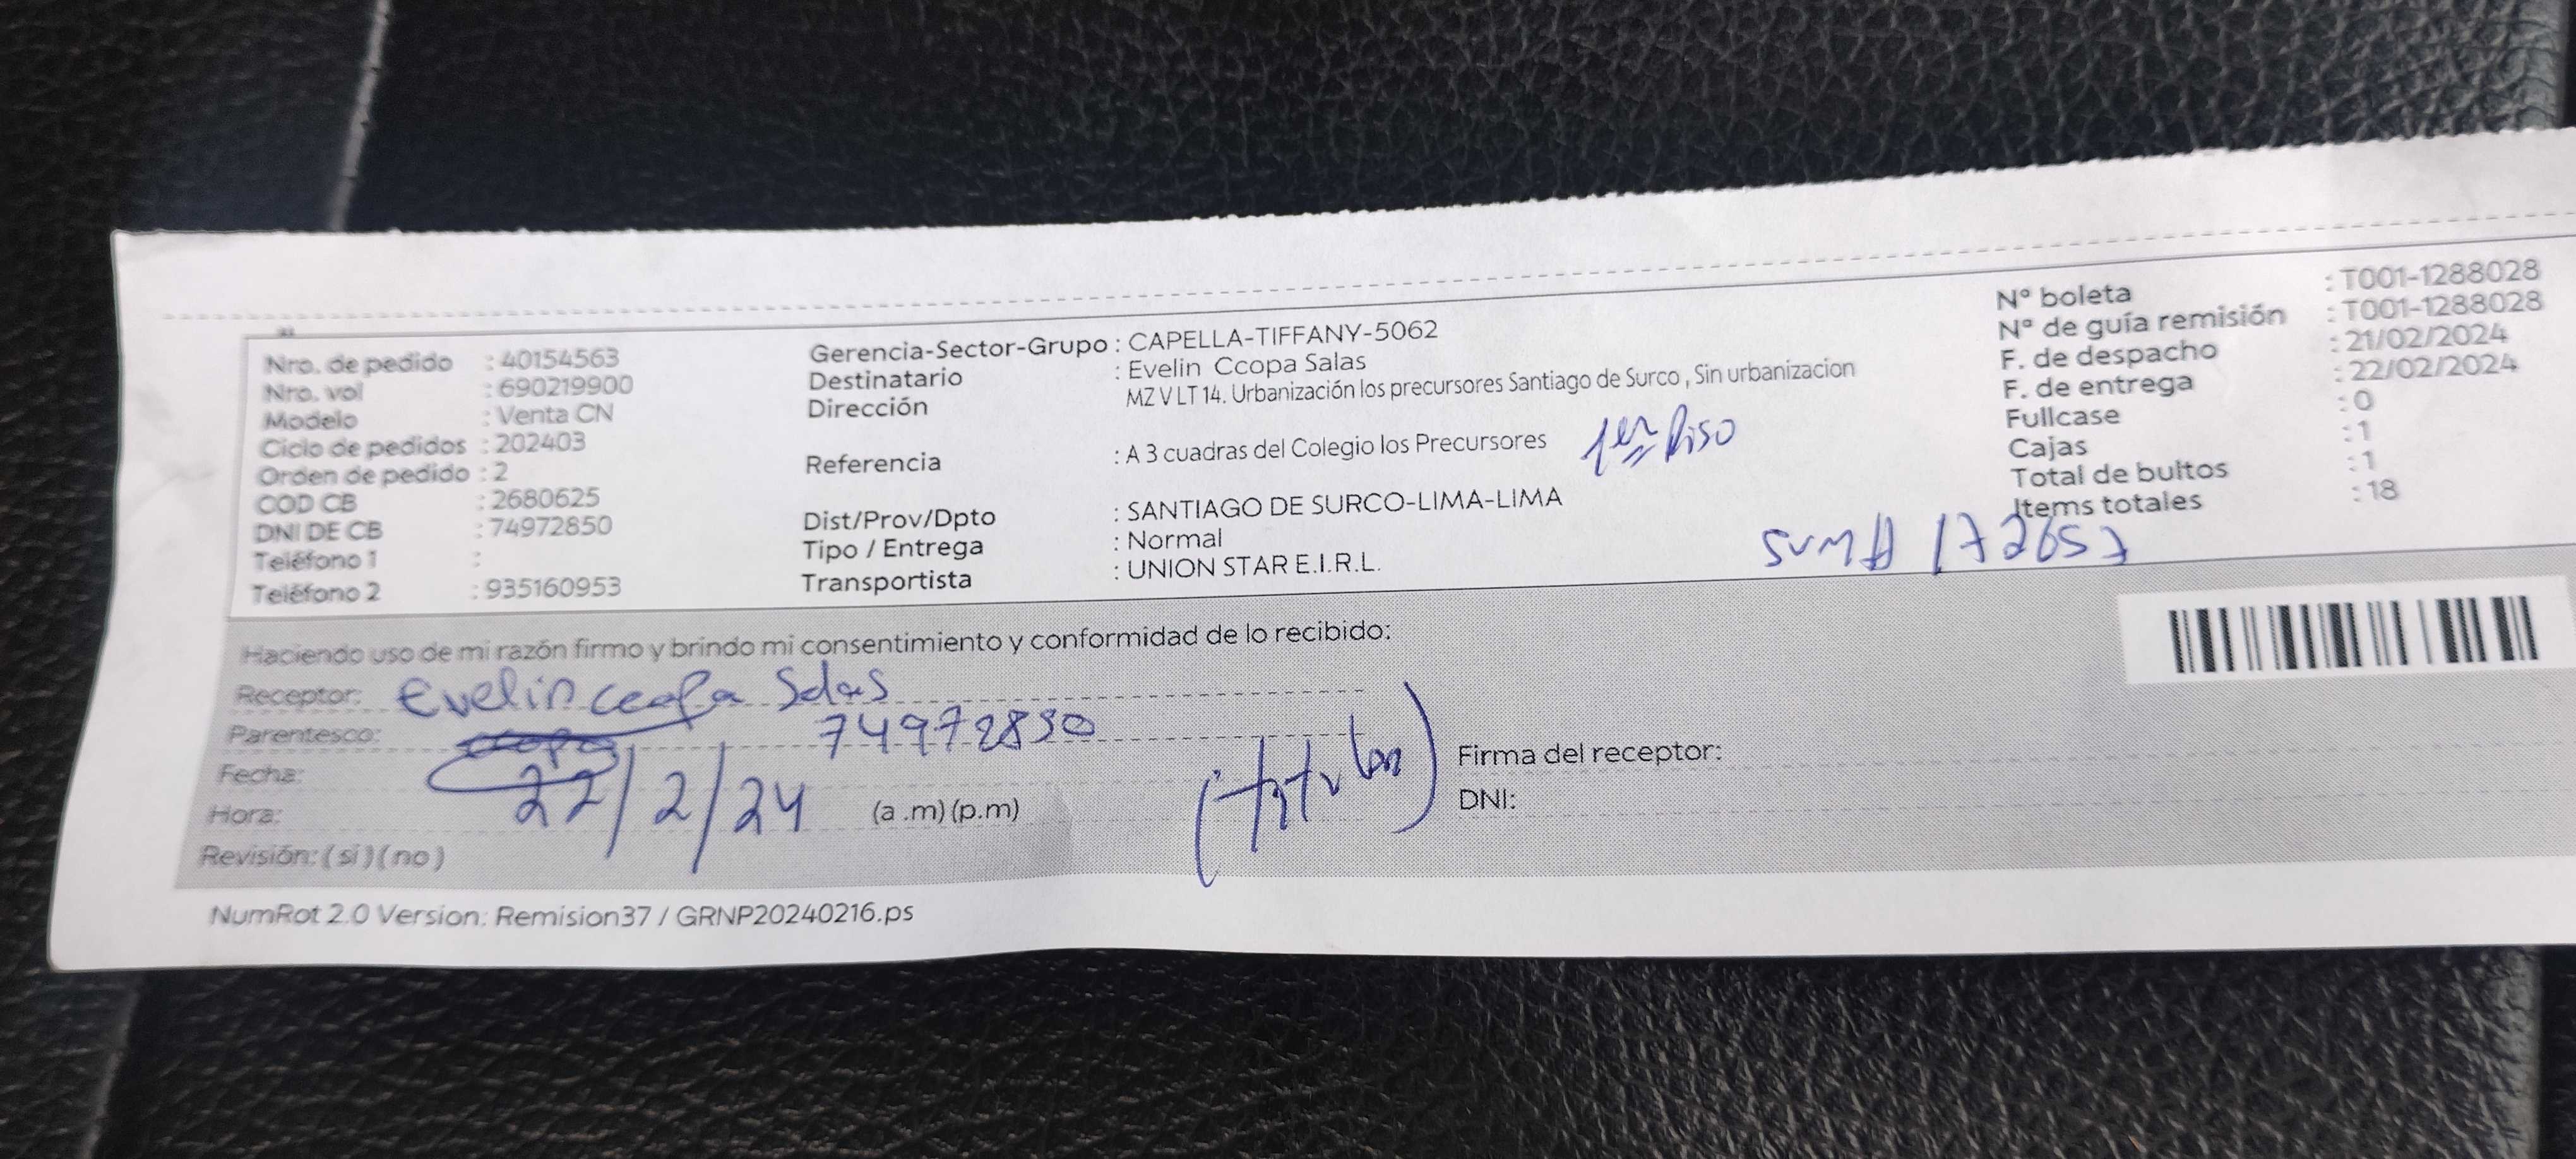 Nro. de pedido : 40154563
Nro. vol : 690219900
Modelo : Venta CN
Ciclo de pedidos : 202403
Orden de pedido : 2
COD CB : 2680625
DNI DE CB : 74972850
Teléfono 1 :
Teléfono 2 : 935160953
Gerencia-Sector-Grupo : CAPELLA-TIFFANY-5062
Destinatario : Evelin Ccopa Salas
Dirección MZ V LT 14. Urbanización los precursores Santiago de Surco , Sin urbanizacion
Referencia : A 3 cuadras del Colegio los Precursores 1er Piso
Dist/Prov/Dpto : SANTIAGO DE SURCO-LIMA-LIMA
Tipo / Entrega : Normal
Transportista : UNION STAR E.I.R.L.
N° boleta : T001-1288028
N° de guía remisión : T001-1288028
F. de despacho : 21/02/2024
F. de entrega : 22/02/2024
Fullcase : 0
Cajas : 1
Total de bultos : 1
Items totales : 18
SUM# 172657
Haciendo uso de mi razón firmo y brindo mi consentimiento y conformidad de lo recibido:
Receptor: Evelin ccopa Salas
Parentesco: 74972850
Fecha: 22/2/24
Hora: (a .m) (p.m)
Revisión: ( si ) ( no )
(titular)
Firma del receptor:
DNI:
NumRot 2.0 Version: Remision37 / GRNP20240216.ps